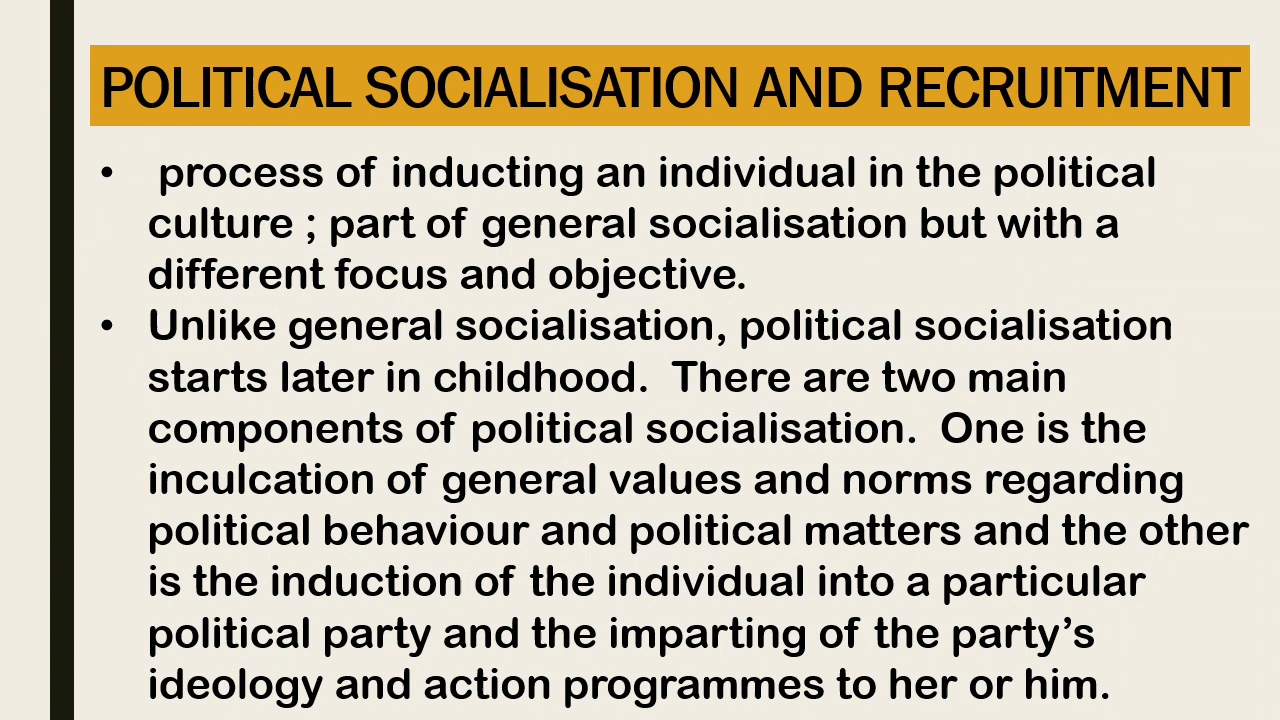 POLITICAL SOCIALISATION AND RECRUITMENT
• process of inducting an individual in the political
culture ; part of general socialisation but with a
different focus and objective.
• Unlike general socialisation, political socialisation
starts later in childhood.  There are two main
components of political socialisation.  One is the
inculcation of general values and norms regarding
political behaviour and political matters and the other
is the induction of the individual into a particular
political party and the imparting of the party’s
ideology and action programmes to her or him.